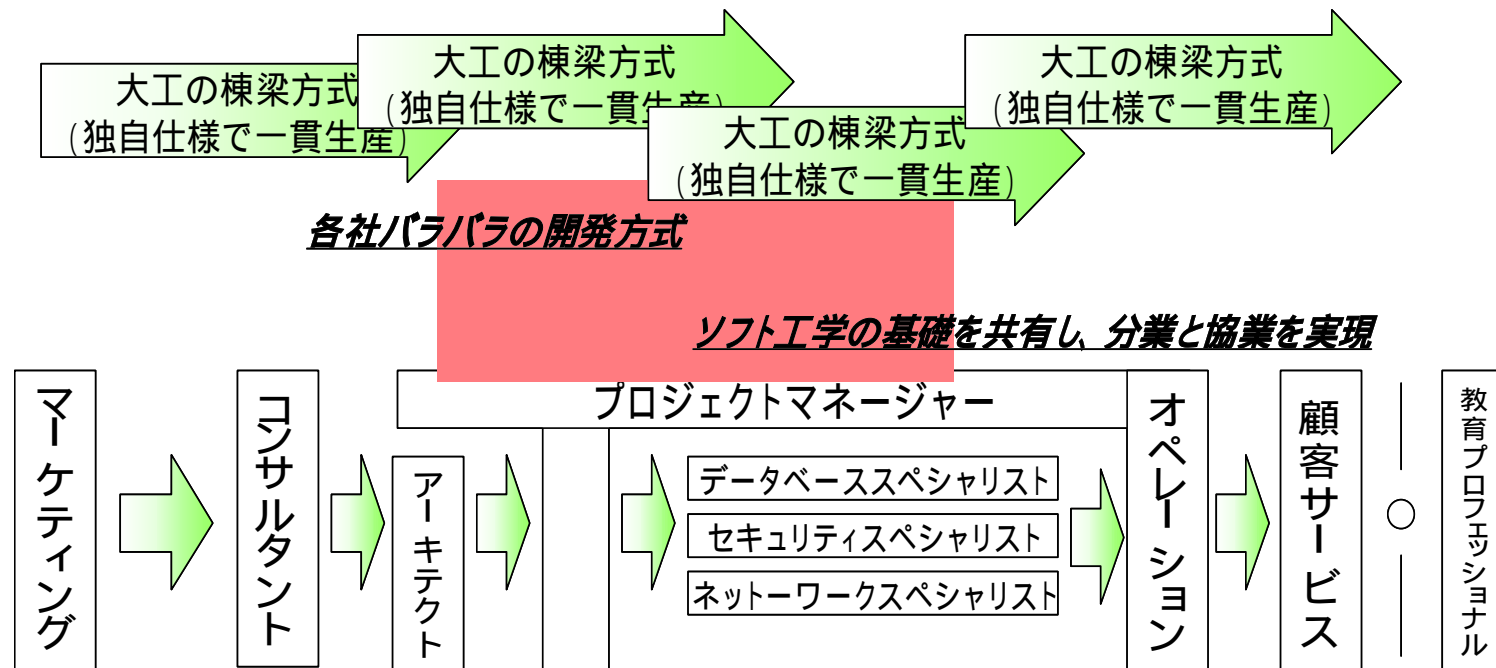 大工の棟梁方式
(独自仕様で一貫生産)
大工の棟梁方式
(独自仕様で一貫生産)
大工の棟梁方式
(独自仕様で一貫生産)
大工の棟梁方式
(独自仕様で一貫生産)
各社バラバラの開発方式
ソフト工学の基礎を共有し、分業と協業を実現
マーケティング
コンサルタント
プロジェクトマネージャー
アーキテクト
データベーススペシャリスト
セキュリティスペシャリスト
ネットーワークスペシャリスト
オペレーション
顧客サービス
教育プロフェッショナル